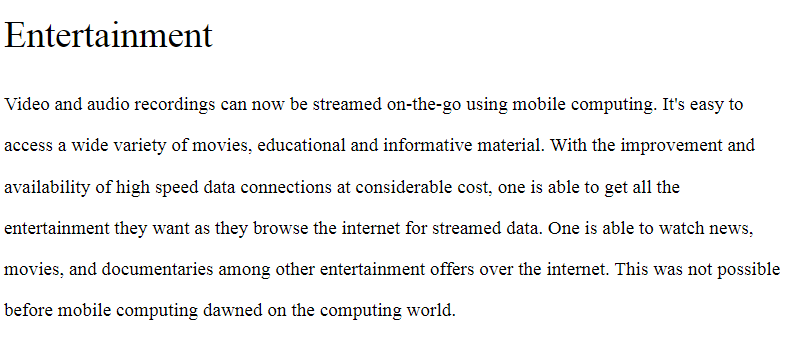 Entertainment
Video and audio recordings can now be streamed on-the-go using mobile computing. It's easy to
access a wide variety of movies, educational and informative material. With the improvement and
availability of high speed data connections at considerable cost, one is able to get all the
entertainment they want as they browse the internet for streamed data. One is able to watch news,
movies, and documentaries among other entertainment offers over the internet. This was not possible
before mobile computing dawned on the computing world.